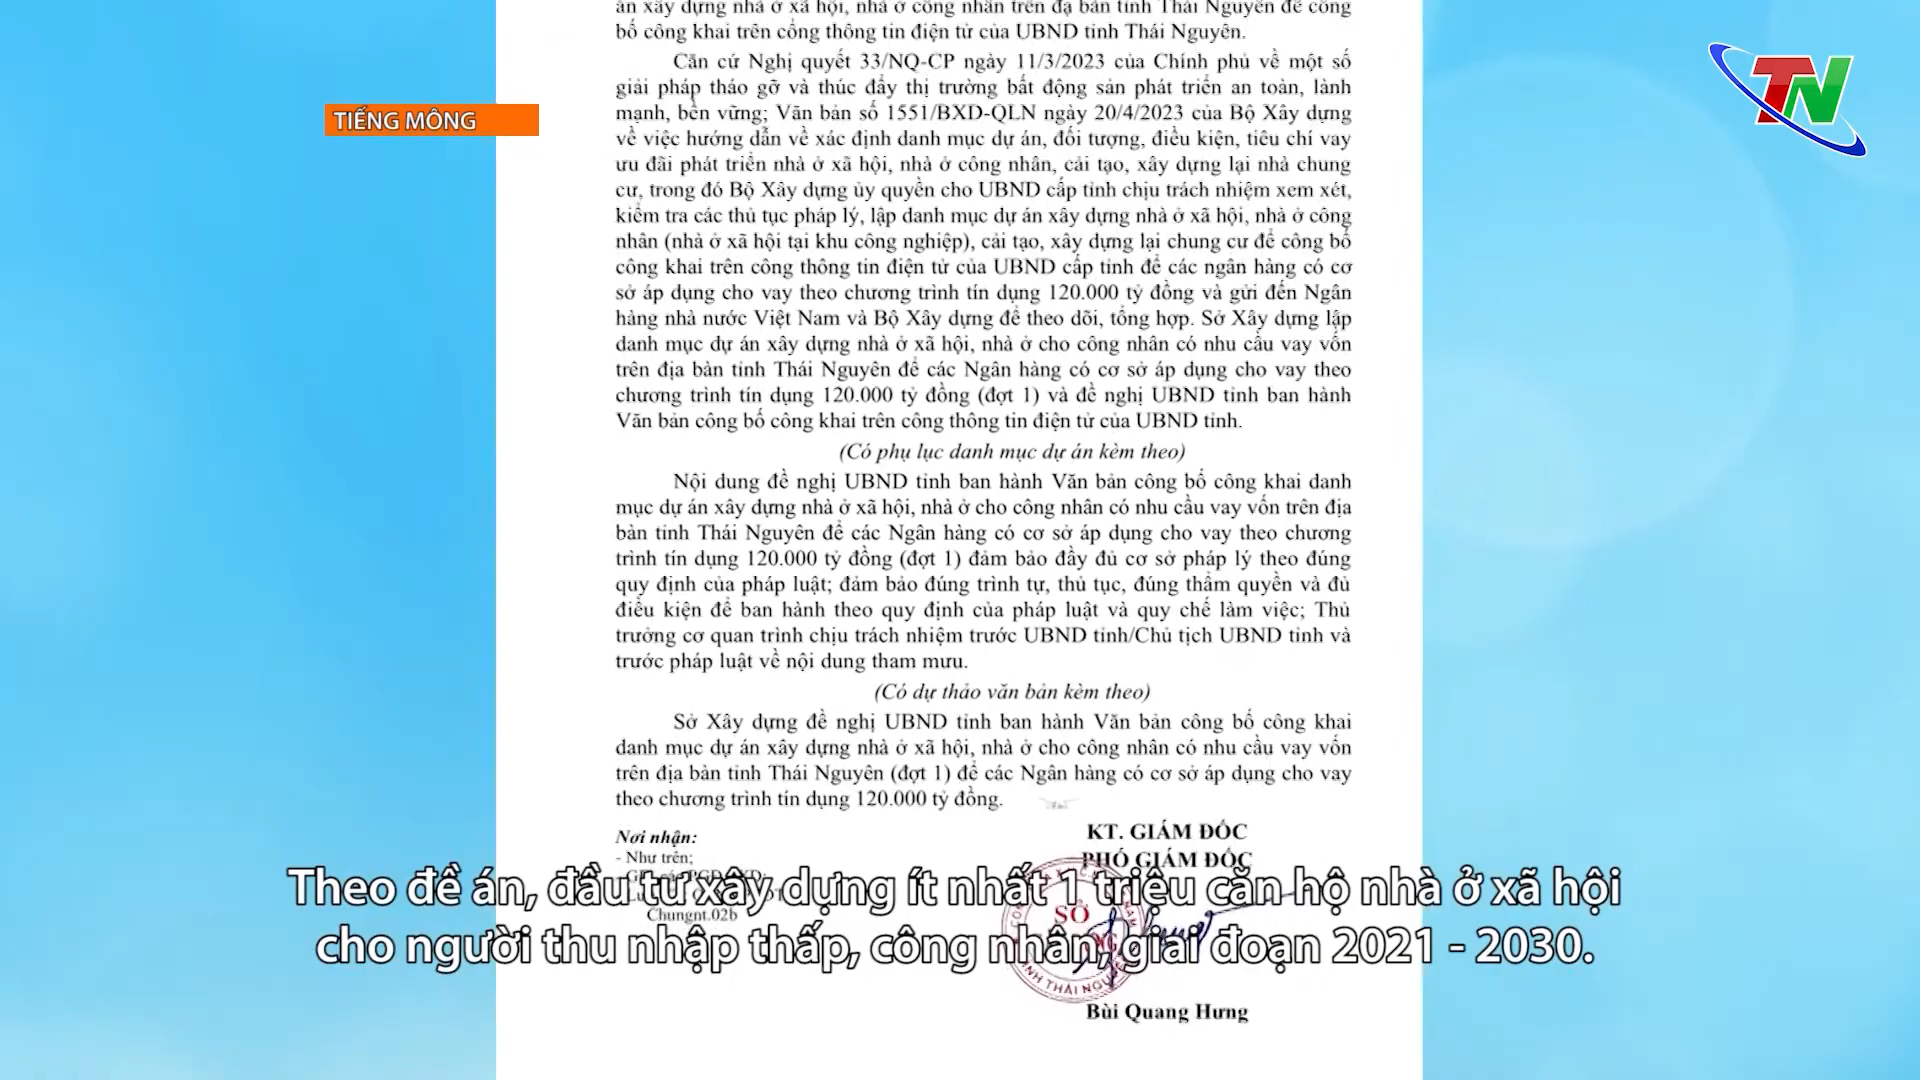 án xây dựng nhà ở xã hội, nhà ở công nhân trên đạ bàn tỉnh Thái Nguyên để công
bố công khai trên cổng thông tin điện tử của UBND tỉnh Thái Nguyên.
TN
Căn cứ Nghị quyết 33/NQ-CP ngày 11/3/2023 của Chính phủ về một số
giải pháp tháo gỡ và thúc đẩy thị trường bất động sản phát triển an toàn, lành
TIẾNG MÔNG
mạnh, bền vững; Văn bản số 1551/BXD-QLN ngày 20/4/2023 của Bộ Xây dựng
về việc hướng dẫn về xác định danh mục dự án, đối tượng, điều kiện, tiêu chí vay
ưu đãi phát triển nhà ở xã hội, nhà ở công nhân, cải tạo, xây dựng lại nhà chung
cư, trong đó Bộ Xây dựng ủy quyền cho UBND cấp tỉnh chịu trách nhiệm xem xét,
kiểm tra các thủ tục pháp lý, lập danh mục dự án xây dựng nhà ở xã hội, nhà ở công
nhân (nhà ở xã hội tại khu công nghiệp), cải tạo, xây dựng lại chung cư để công bố
công khai trên công thông tin điện tử của UBND cấp tỉnh để các ngân hàng có cơ
sở áp dụng cho vay theo chương trình tín dụng 120.000 tỷ đồng và gửi đến Ngân
hàng nhà nước Việt Nam và Bộ Xây dựng để theo dõi, tổng hợp. Sở Xây dựng lập
danh mục dự án xây dựng nhà ở xã hội, nhà ở cho công nhân có nhu cầu vay vốn
trên địa bàn tỉnh Thái Nguyên để các Ngân hàng có cơ sở áp dụng cho vay theo
chương trình tín dụng 120.000 tỷ đồng (đợt 1) và đề nghị UBND tỉnh ban hành
Văn bản công bố công khai trên công thông tin điện tử của UBND tỉnh.
(Có phụ lục danh mục dự án kèm theo)
Nội dung đề nghị UBND tỉnh ban hành Văn bản công bố công khai danh
mục dự án xây dựng nhà ở xã hội, nhà ở cho công nhân có nhu cầu vay vốn trên địa
bàn tỉnh Thái Nguyên để các Ngân hàng có cơ sở áp dụng cho vay theo chương
trình tín dụng 120.000 tỷ đồng (đợt 1) đảm bảo đầy đủ cơ sở pháp lý theo đúng
quy định của pháp luật; đảm bảo đúng trình tự, thủ tục, đúng thẩm quyền và đủ
điều kiện để ban hành theo quy định của pháp luật và quy chế làm việc; Thủ
trưởng cơ quan trình chịu trách nhiệm trước UBND tỉnh/Chủ tịch UBND tỉnh và
trước pháp luật về nội dung tham mưu.
(Có dự thảo văn bản kèm theo)
Sở Xây dựng đề nghị UBND tỉnh ban hành Văn bản công bố công khai
danh mục dự án xây dựng nhà ở xã hội, nhà ở cho công nhân có nhu cầu vay vốn
trên địa bàn tỉnh Thái Nguyên (đợt 1) để các Ngân hàng có cơ sở áp dụng cho vay
theo chương trình tín dụng 120.000 tỷ đồng.
KT. GIÁM ĐỐC
Nơi nhận:
- Như trên;
PHÓ GIÁM ĐỐC
Theo đề án, đầu tư xây dựng ít nhất 1 triệu căn hộ nhà ở xã hội
Chungnt.02b
SỞ
cho người thu nhập thấp, công nhân, giai đoạn 2021 - 2030.
Bùi Quang Hưng